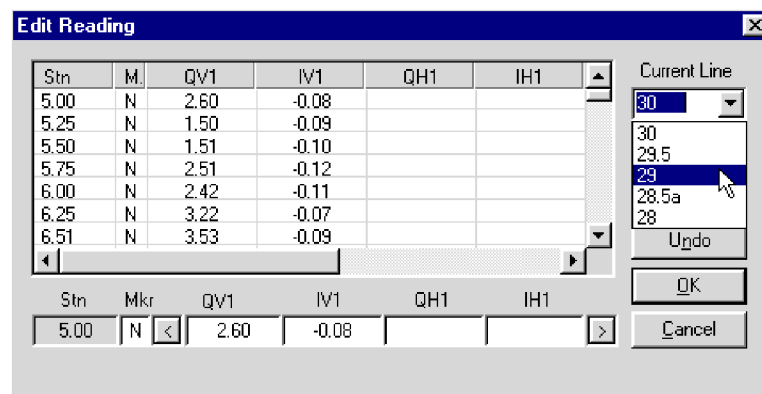 Edit Reading
Stn M. QV1 IV1 QH1 IH1
5.00 N 2.60 -0.08
5.25 N 1.50 -0.09
5.50 N 1.51 -0.10
5.75 N 2.51 -0.12
6.00 N 2.42 -0.11
6.25 N 3.22 -0.07
6.51 N 3.53 -0.09
Current Line
30
30
29.5
29
28.5a
28
Undo
OK
Cancel
Stn Mkr QV1 IV1 QH1 IH1
5.00 N < 2.60 -0.08 >